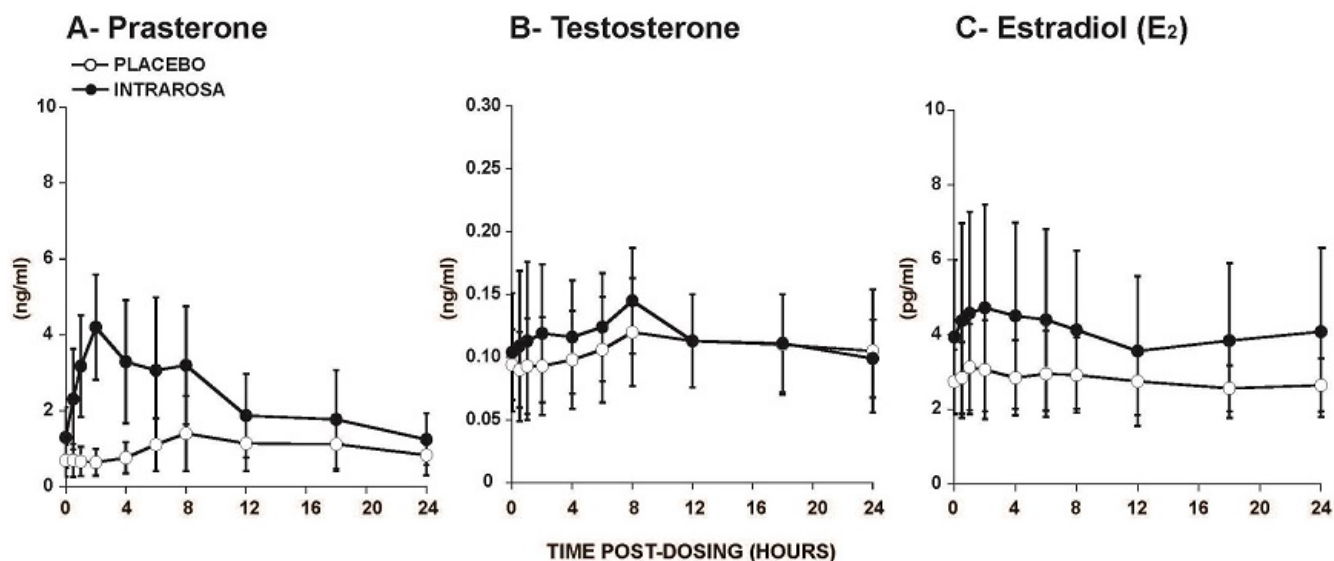 A- Prasterone
B- Testosterone
C- Estradiol (E₂)
PLACEBO
INTRAROSA
(ng/ml)
10
8
6
4
2
0
0 4 8 12 16 20 24
(ng/ml)
0.30
0.25
0.20
0.15
0.10
0.05
0
0 4 8 12 16 20 24
(pg/ml)
10
8
6
4
2
0
0 4 8 12 16 20 24
TIME POST-DOSING (HOURS)